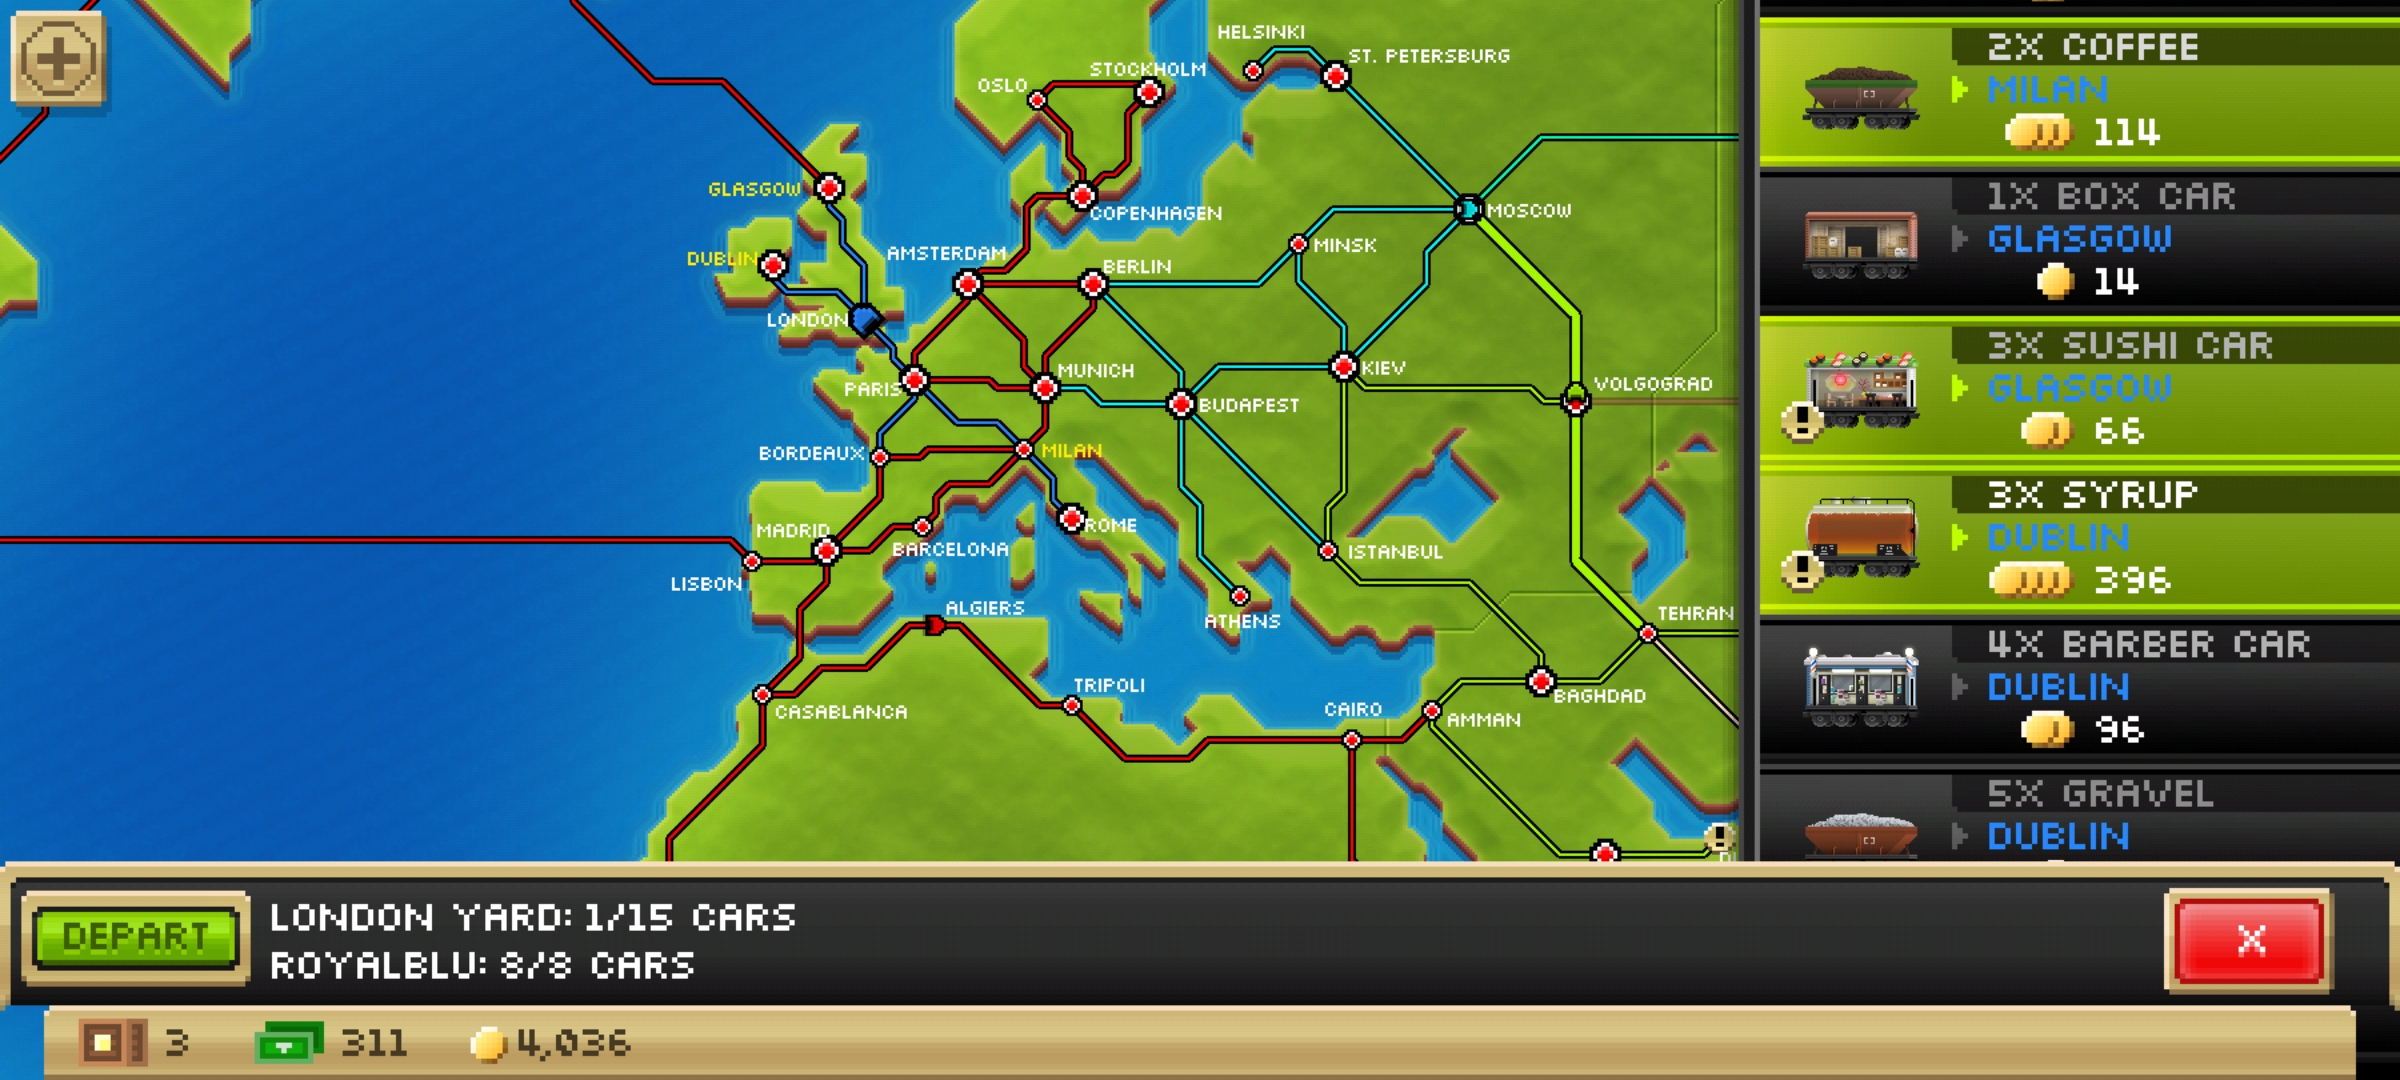 HELSINKI
ST. PETERSBURG
STOCKHOLM
OSLO
GLASGOW
COPENHAGEN
MOSCOW
MINSK
DUBLIN
AMSTERDAM
BERLIN
LONDON
PARIS
MUNICH
KIEV
VOLGOGRAD
BUDAPEST
BORDEAUX
MILAN
MADRID
ROME
BARCELONA
ISTANBUL
LISBON
ALGIERS
ATHENS
TEHRAN
TRIPOLI
BAGHDAD
CASABLANCA
CAIRO
AMMAN
2X COFFEE
MILAN
114
1X BOX CAR
GLASGOW
14
3X SUSHI CAR
GLASGOW
66
3X SYRUP
DUBLIN
396
4X BARBER CAR
DUBLIN
96
5X GRAVEL
DUBLIN
DEPART
LONDON YARD: 1/15 CARS
ROYALBLU: 8/8 CARS
X
3
311
4,036